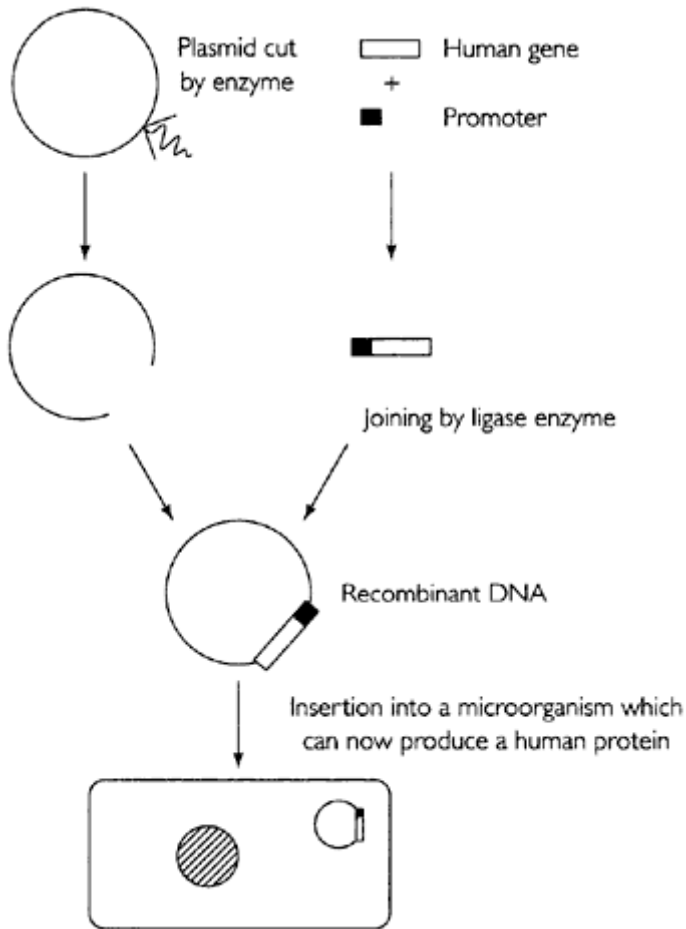 Plasmid cut
by enzyme
Human gene
+
Promoter
Joining by ligase enzyme
Recombinant DNA
Insertion into a microorganism which
can now produce a human protein